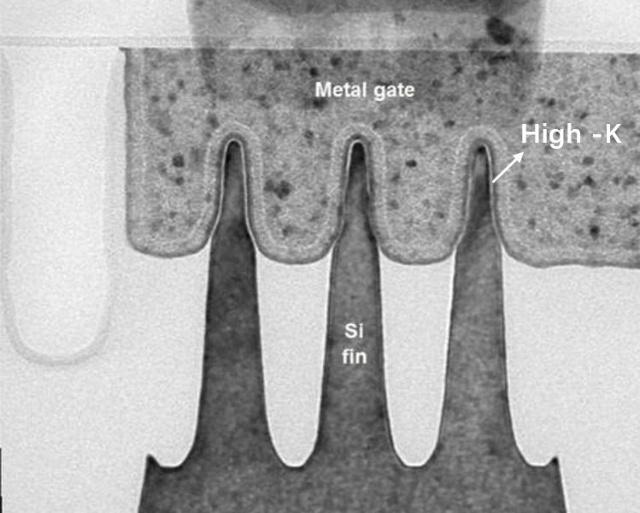 Metal gate
High -K
Si
fin